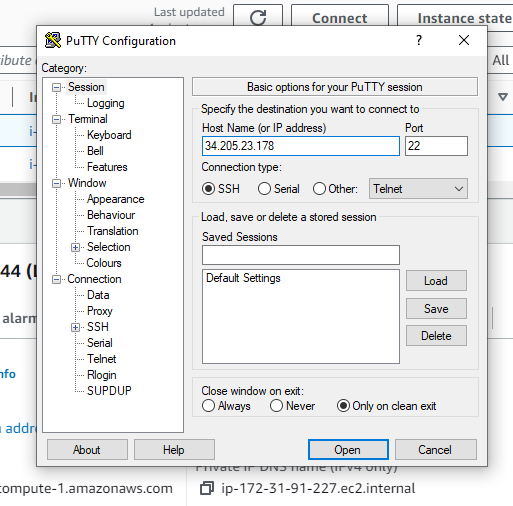 Last updated
Connect
Instance state
PuTTY Configuration
?
Category:
Session
Logging
Terminal
Keyboard
Bell
Features
Window
Appearance
Behaviour
Translation
Selection
Colours
Connection
Data
Proxy
SSH
Serial
Telnet
Rlogin
SUPDUP
Basic options for your PuTTY session
Specify the destination you want to connect to
Host Name (or IP address)
Port
34.205.23.178
22
Connection type:
SSH
Serial
Other:
Telnet
Load, save or delete a stored session
Saved Sessions
Default Settings
Load
Save
Delete
Close window on exit:
Always
Never
Only on clean exit
About
Help
Open
Cancel
ribute
All
i-
i-
44 (L
alarm
nfo
addre
Private IP DNS name (IPv4 only)
compute-1.amazonaws.com
ip-172-31-91-227.ec2.internal